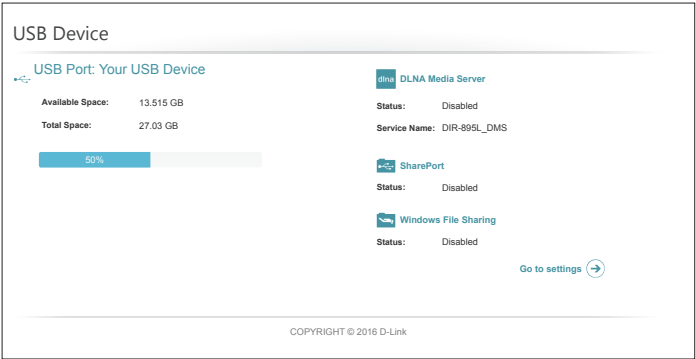 USB Device
USB Port: Your USB Device
Available Space: 13.515 GB
Total Space: 27.03 GB
50%
dlna DLNA Media Server
Status: Disabled
Service Name: DIR-895L_DMS
SharePort
Status: Disabled
Windows File Sharing
Status: Disabled
Go to settings
COPYRIGHT © 2016 D-Link